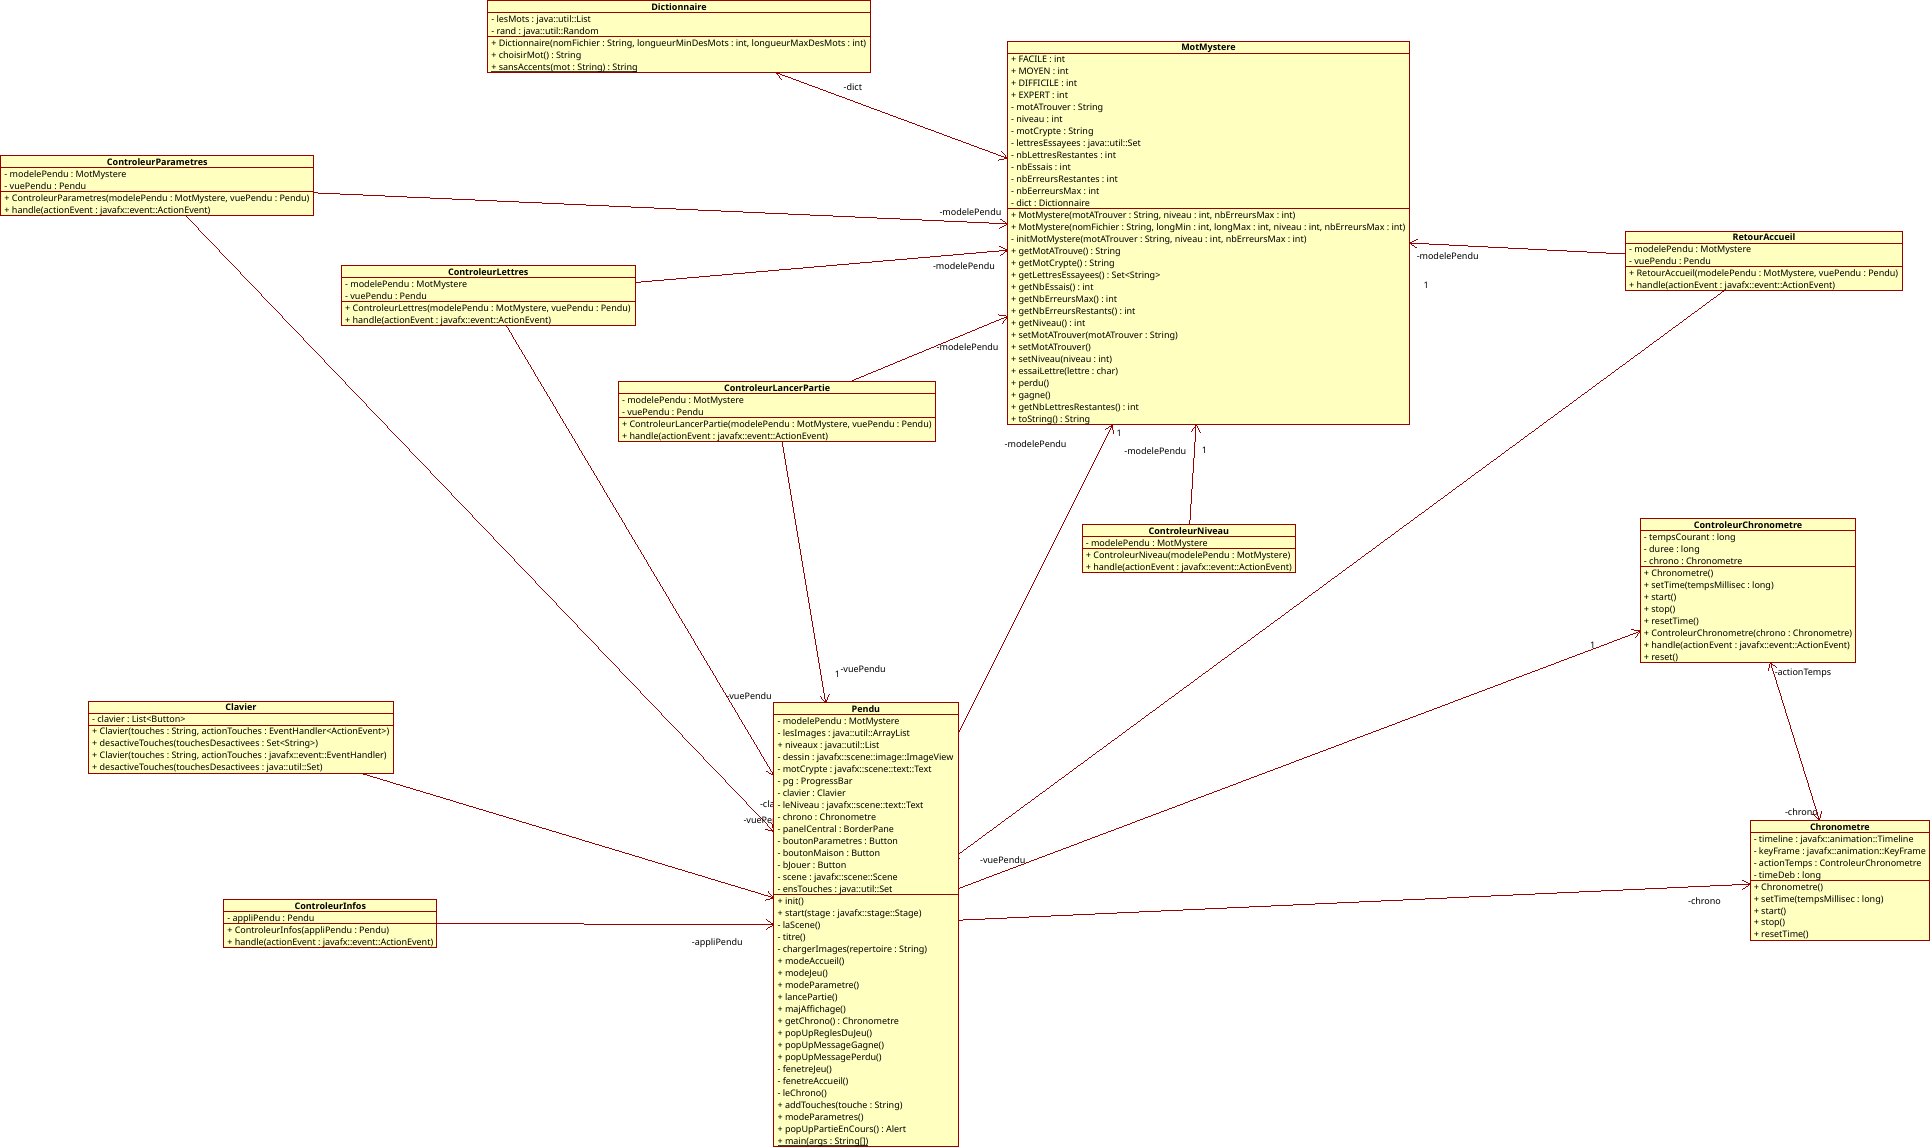 Dictionnaire
- lesMots : java::util::List
- rand : java::util::Random
+ Dictionnaire(nomFichier : String, longueurMinDesMots : int, longueurMaxDesMots : int)
+ choisirMot() : String
+ sansAccents(mot : String) : String
-dict
MotMystere
+ FACILE : int
+ MOYEN : int
+ DIFFICILE : int
+ EXPERT : int
- motATrouver : String
- niveau : int
- motCrypte : String
- lettresEssayees : java::util::Set
- nbLettresRestantes : int
- nbEssais : int
- nbErreursRestantes : int
- nbEerreursMax : int
- dict : Dictionnaire
+ MotMystere(motATrouver : String, niveau : int, nbErreursMax : int)
+ MotMystere(nomFichier : String, longMin : int, longMax : int, niveau : int, nbErreursMax : int)
- initMotMystere(motATrouver : String, niveau : int, nbErreursMax : int)
+ getMotATrouve() : String
+ getMotCrypte() : String
+ getLettresEssayees() : Set<String>
+ getNbEssais() : int
+ getNbErreursMax() : int
+ getNbErreursRestants() : int
+ getNiveau() : int
+ setMotATrouver(motATrouver : String)
+ setMotATrouver()
+ setNiveau(niveau : int)
+ essaiLettre(lettre : char)
+ perdu()
+ gagne()
+ getNbLettresRestantes() : int
+ toString() : String
ControleurParametres
- modelePendu : MotMystere
- vuePendu : Pendu
+ ControleurParametres(modelePendu : MotMystere, vuePendu : Pendu)
+ handle(actionEvent : javafx::event::ActionEvent)
-modelePendu
ControleurLettres
- modelePendu : MotMystere
- vuePendu : Pendu
+ ControleurLettres(modelePendu : MotMystere, vuePendu : Pendu)
+ handle(actionEvent : javafx::event::ActionEvent)
-modelePendu
RetourAccueil
- modelePendu : MotMystere
- vuePendu : Pendu
+ RetourAccueil(modelePendu : MotMystere, vuePendu : Pendu)
+ handle(actionEvent : javafx::event::ActionEvent)
-modelePendu
1
ControleurLancerPartie
- modelePendu : MotMystere
- vuePendu : Pendu
+ ControleurLancerPartie(modelePendu : MotMystere, vuePendu : Pendu)
+ handle(actionEvent : javafx::event::ActionEvent)
-modelePendu
-modelePendu
1
-modelePendu
1
ControleurNiveau
- modelePendu : MotMystere
+ ControleurNiveau(modelePendu : MotMystere)
+ handle(actionEvent : javafx::event::ActionEvent)
ControleurChronometre
- tempsCourant : long
- duree : long
- chrono : Chronometre
+ Chronometre()
+ setTime(tempsMillisec : long)
+ start()
+ stop()
+ resetTime()
+ ControleurChronometre(chrono : Chronometre)
+ handle(actionEvent : javafx::event::ActionEvent)
+ reset()
1
-actionTemps
-vuePendu
1
-vuePendu
Clavier
- clavier : List<Button>
+ Clavier(touches : String, actionTouches : EventHandler<ActionEvent>)
+ desactiveTouches(touchesDesactivees : Set<String>)
+ Clavier(touches : String, actionTouches : javafx::event::EventHandler)
+ desactiveTouches(touchesDesactivees : java::util::Set)
Pendu
- modelePendu : MotMystere
- lesImages : java::util::ArrayList
+ niveaux : java::util::List
- dessin : javafx::scene::image::ImageView
- motCrypte : javafx::scene::text::Text
- pg : ProgressBar
- clavier : Clavier
- leNiveau : javafx::scene::text::Text
- chrono : Chronometre
- panelCentral : BorderPane
- boutonParametres : Button
- boutonMaison : Button
- bJouer : Button
- scene : javafx::scene::Scene
- ensTouches : java::util::Set
+ init()
+ start(stage : javafx::stage::Stage)
- laScene()
- titre()
- chargerImages(repertoire : String)
+ modeAccueil()
+ modeJeu()
+ modeParametre()
+ lancePartie()
+ majAffichage()
+ getChrono() : Chronometre
+ popUpReglesDuJeu()
+ popUpMessageGagne()
+ popUpMessagePerdu()
- fenetreJeu()
- fenetreAccueil()
- leChrono()
+ addTouches(touche : String)
+ modeParametres()
+ popUpPartieEnCours() : Alert
+ main(args : String[])
-cla
-vuePe
-vuePendu
-chrono
Chronometre
- timeline : javafx::animation::Timeline
- keyFrame : javafx::animation::KeyFrame
- actionTemps : ControleurChronometre
- timeDeb : long
+ Chronometre()
+ setTime(tempsMillisec : long)
+ start()
+ stop()
+ resetTime()
-chrono
ControleurInfos
- appliPendu : Pendu
+ ControleurInfos(appliPendu : Pendu)
+ handle(actionEvent : javafx::event::ActionEvent)
-appliPendu